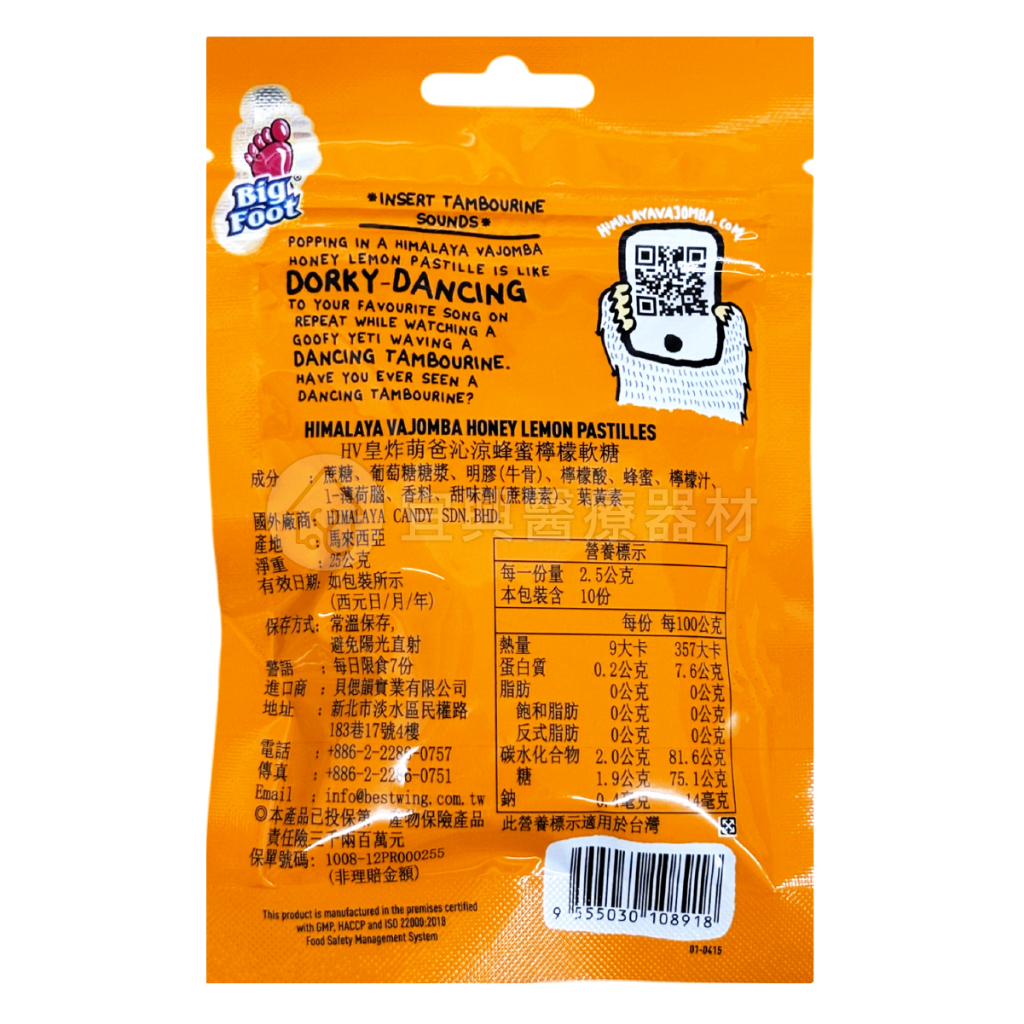 Big Foot®
*INSERT TAMBOURINE
SOUNDS*
POPPING IN A HIMALAYA VAJOMBA
HONEY LEMON PASTILLE IS LIKE
DORKY-DANCING
TO YOUR FAVOURITE SONG ON
REPEAT WHILE WATCHING A
GOOFY YETI WAVING A
DANCING TAMBOURINE.
HAVE YOU EVER SEEN A
DANCING TAMBOURINE?
HIMALAYAVAJOMBA.COM
HIMALAYA VAJOMBA HONEY LEMON PASTILLES
HV皇炸萌爸沁涼蜂蜜檸檬軟糖
成分：蔗糖、葡萄糖糖漿、明膠(牛骨)、檸檬酸、蜂蜜、檸檬汁、
l-薄荷腦、香料、甜味劑(蔗糖素)、葉黃素
國外廠商：HIMALAYA CANDY SDN.BHD.
產地：馬來西亞
淨重：25公克
有效日期：如包裝所示
(西元日/月/年)
保存方式：常溫保存，
避免陽光直射
警語：每日限食7份
進口商：貝偲韻實業有限公司
地址：新北市淡水區民權路
183巷17號4樓
電話：+886-2-2286-0757
傳真：+886-2-2286-0751
Email：info@bestwing.com.tw
◎本產品已投保第一產物保險產品
責任險三千兩百萬元
保單號碼：1008-12PRO00255
(非理賠金額)
營養標示
每一份量 2.5公克
本包裝含 10份
每份 每100公克
熱量 9大卡 357大卡
蛋白質 0.2公克 7.6公克
脂肪 0公克 0公克
飽和脂肪 0公克 0公克
反式脂肪 0公克 0公克
碳水化合物 2.0公克 81.6公克
糖 1.9公克 75.1公克
鈉 0.4毫克 14毫克
此營養標示適用於台灣
宜典醫療器材
This product is manufactured in the premises certified
with GMP, HACCP and ISO 22000:2018
Food Safety Management System
9 555030 108918
01-0415